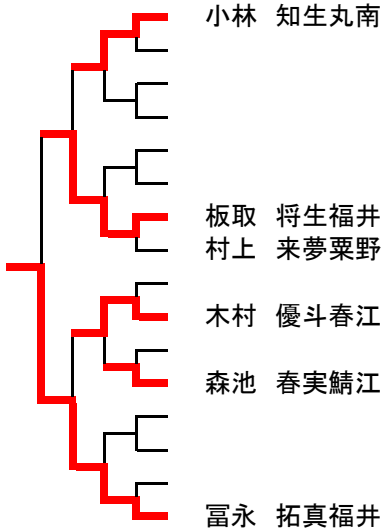 小林 知生丸南
板取 将生福井
村上 来夢粟野
木村 優斗春江
森池 春実鯖江
冨永 拓真福井